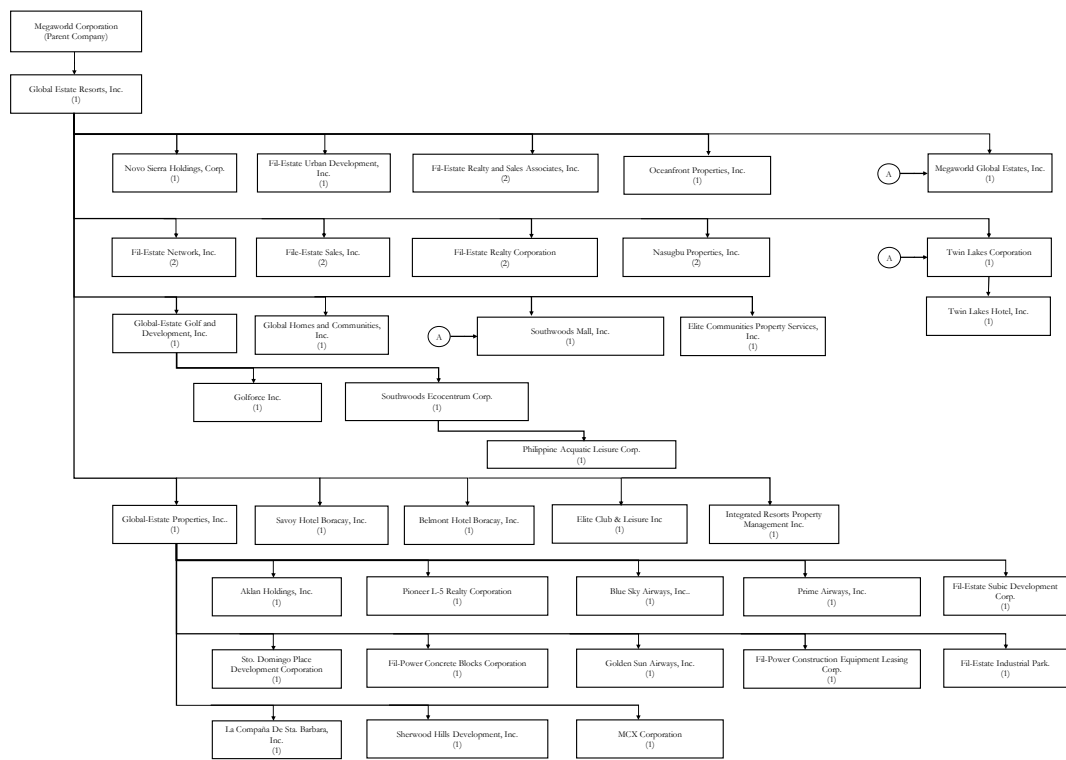 Megaworld Corporation
(Parent Company)
Global Estate Resorts, Inc.
(1)
Novo Sierra Holdings, Corp.
(1)
Fil-Estate Urban Development,
Inc.
(1)
Fil-Estate Realty and Sales Associates, Inc.
(2)
Oceanfront Properties, Inc.
(1)
A
Megaworld Global Estates, Inc.
(1)
Fil-Estate Network, Inc.
(2)
File-Estate Sales, Inc.
(2)
Fil-Estate Realty Corporation
(2)
Nasugbu Properties, Inc.
(2)
A
Twin Lakes Corporation
(1)
Twin Lakes Hotel, Inc.
(1)
Global-Estate Golf and
Development, Inc.
(1)
Global Homes and Communities,
Inc.
(1)
A
Southwoods Mall, Inc.
(1)
Elite Communities Property Services,
Inc.
(1)
Golforce Inc.
(1)
Southwoods Ecocentrum Corp.
(1)
Philippine Acquatic Leisure Corp.
(1)
Global-Estate Properties, Inc..
(1)
Savoy Hotel Boracay, Inc.
(1)
Belmont Hotel Boracay, Inc.
(1)
Elite Club & Leisure Inc
(1)
Integrated Resorts Property
Management Inc.
(1)
Aklan Holdings, Inc.
(1)
Pioneer L-5 Realty Corporation
(1)
Blue Sky Airways, Inc..
(1)
Prime Airways, Inc.
(1)
Fil-Estate Subic Development
Corp.
(1)
Sto. Domingo Place
Development Corporation
(1)
Fil-Power Concrete Blocks Corporation
(1)
Golden Sun Airways, Inc.
(1)
Fil-Power Construction Equipment Leasing
Corp.
(1)
Fil-Estate Industrial Park.
(1)
La Compaña De Sta. Barbara,
Inc.
(1)
Sherwood Hills Development, Inc.
(1)
MCX Corporation
(1)